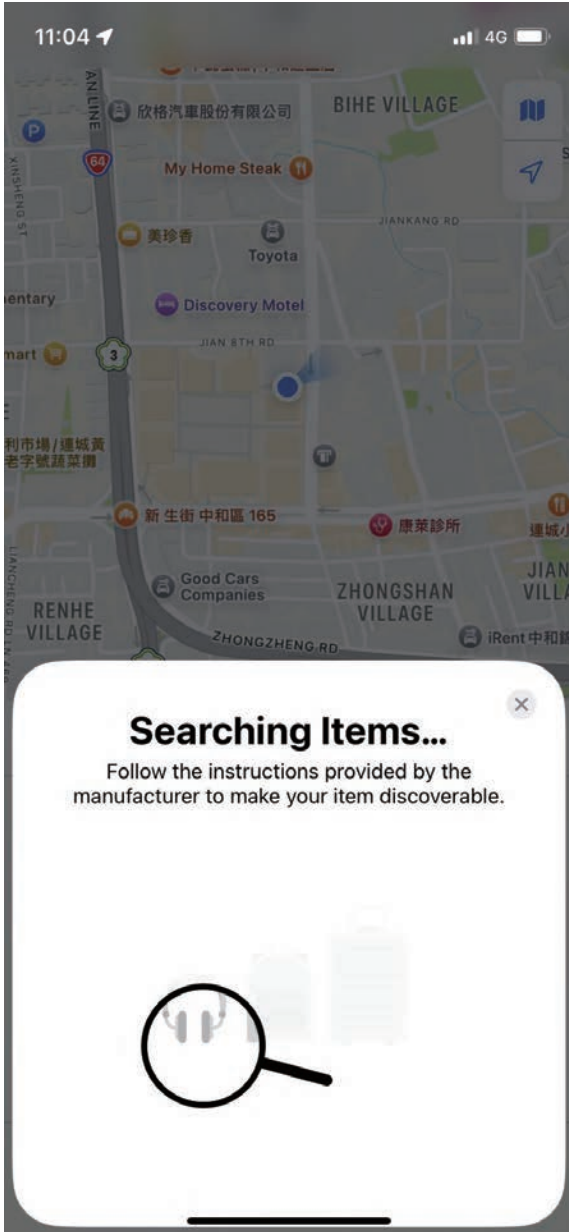 11:04
4G
AN LINE
欣格汽車股份有限公司
BIHE VILLAGE
P
64
XINSHENG ST
My Home Steak
JIANKANG RD
美珍香
Toyota
entary
Discovery Motel
JIAN 8TH RD
mart
3
利市場/連城黃
老字號蔬菜攤
新生街 中和區 165
康萊診所
連城小
Good Cars
Companies
ZHONGSHAN
VILLAGE
JIAN
VILLA
RENHE
VILLAGE
ZHONGZHENG RD
iRent 中和錦
Searching Items...
Follow the instructions provided by the
manufacturer to make your item discoverable.